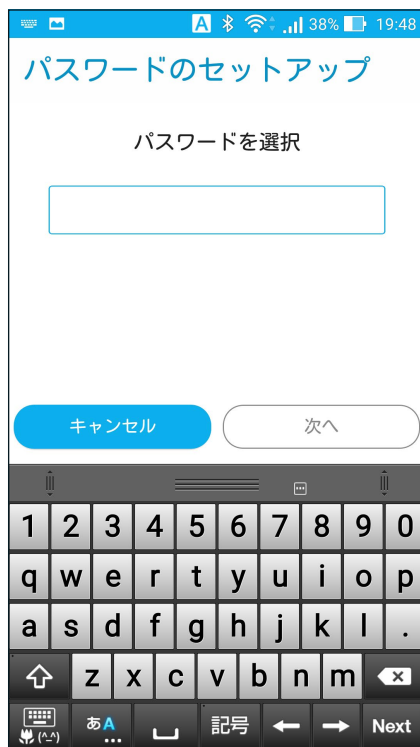 A 38% 19:48
パスワードのセットアップ
パスワードを選択
キャンセル 次へ
1 2 3 4 5 6 7 8 9 0
q w e r t y u i o p
a s d f g h j k l .
z x c v b n m
(^_^) あA 記号 Next